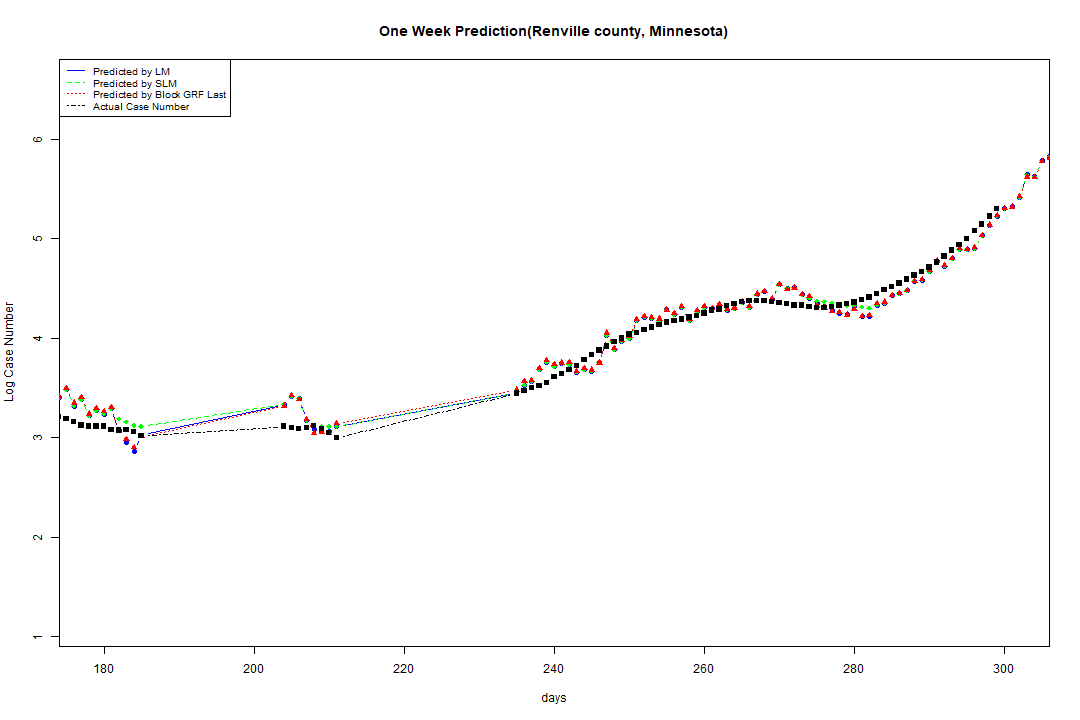 One Week Prediction(Renville county, Minnesota)
Predicted by LM
Predicted by SLM
Predicted by Block GRF Last
Actual Case Number
Log Case Number
6
5
4
3
2
1
180 200 220 240 260 280 300
days